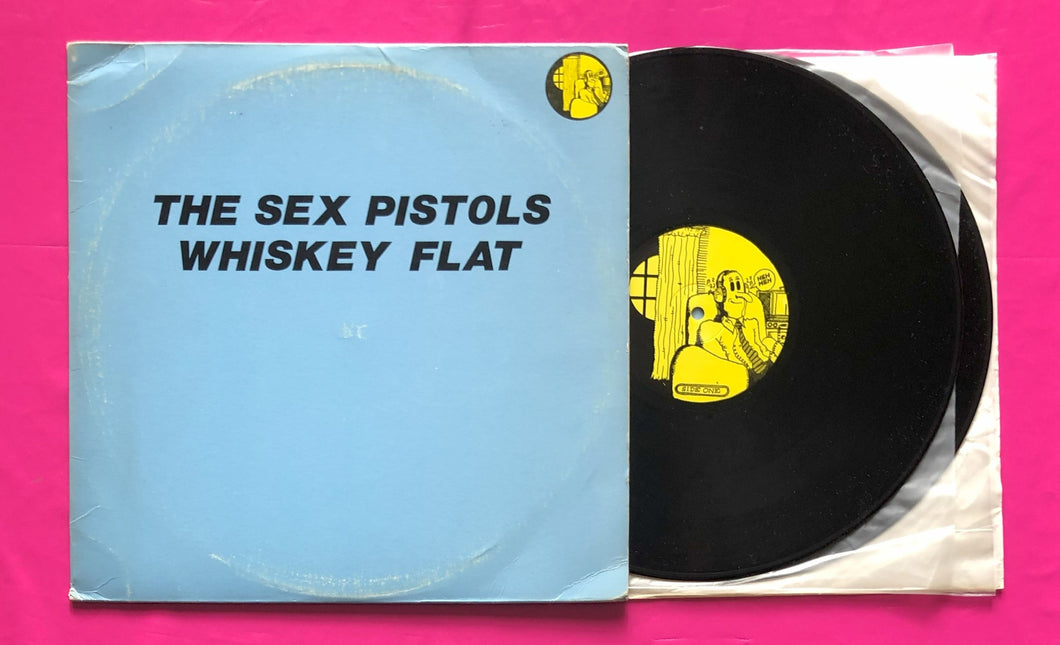 THE SEX PISTOLS
WHISKEY FLAT
HEH
HEH
SIDE ONE